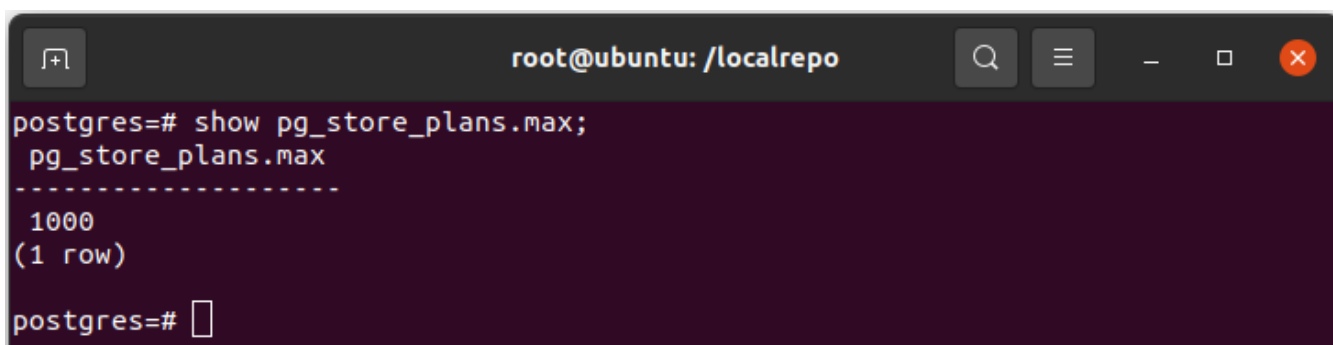 root@ubuntu: /localrepo
postgres=# show pg_store_plans.max;
 pg_store_plans.max
--------------------
 1000
(1 row)
postgres=#